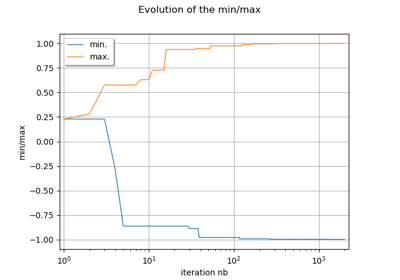 Evolution of the min/max
min.
max.
1.00
0.75
0.50
0.25
0.00
−0.25
−0.50
−0.75
−1.00
min/max
10⁰
10¹
10²
10³
iteration nb